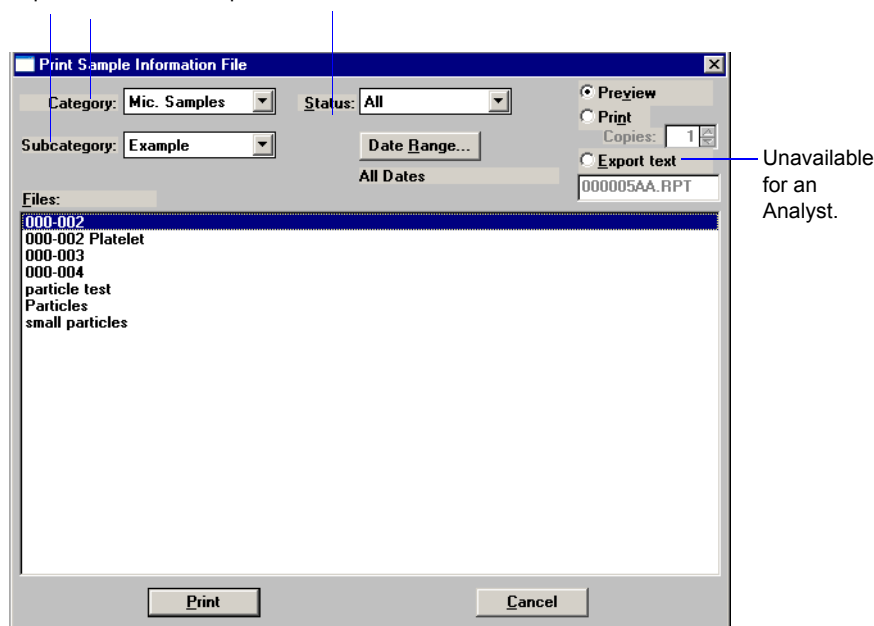 Print Sample Information File
Category: Mic. Samples
Status: All
Preview
Print
Copies: 1
Subcategory: Example
Date Range...
Export text
All Dates
000005AA.RPT
Unavailable
for an
Analyst.
Files:
000-002
000-002 Platelet
000-003
000-004
particle test
Particles
small particles
Print
Cancel